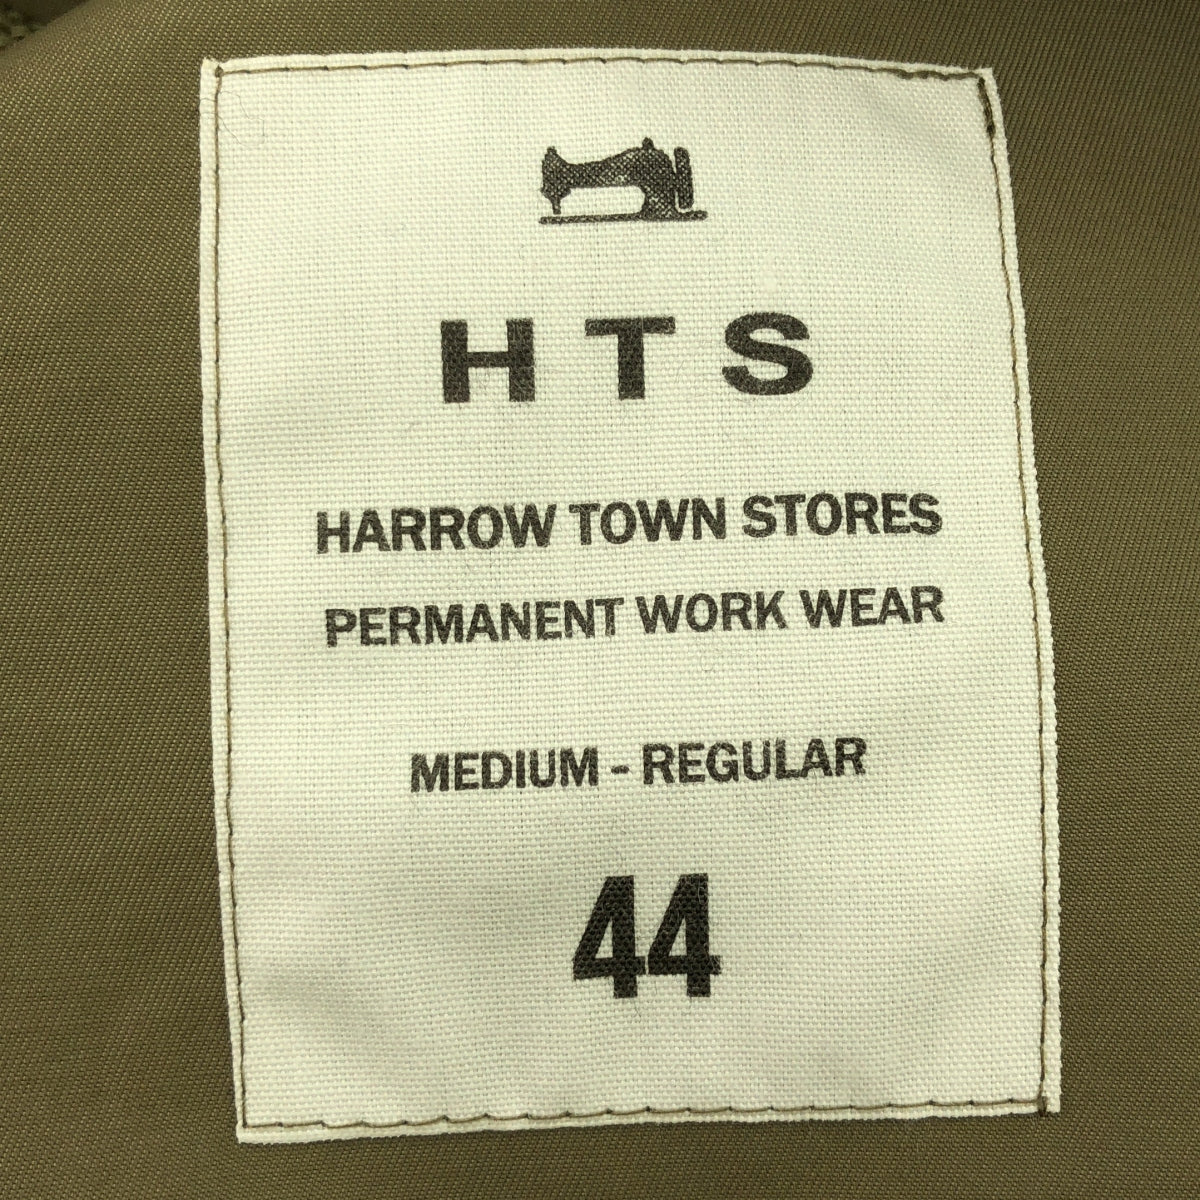 HTS
HARROW TOWN STORES
PERMANENT WORK WEAR
MEDIUM - REGULAR
44